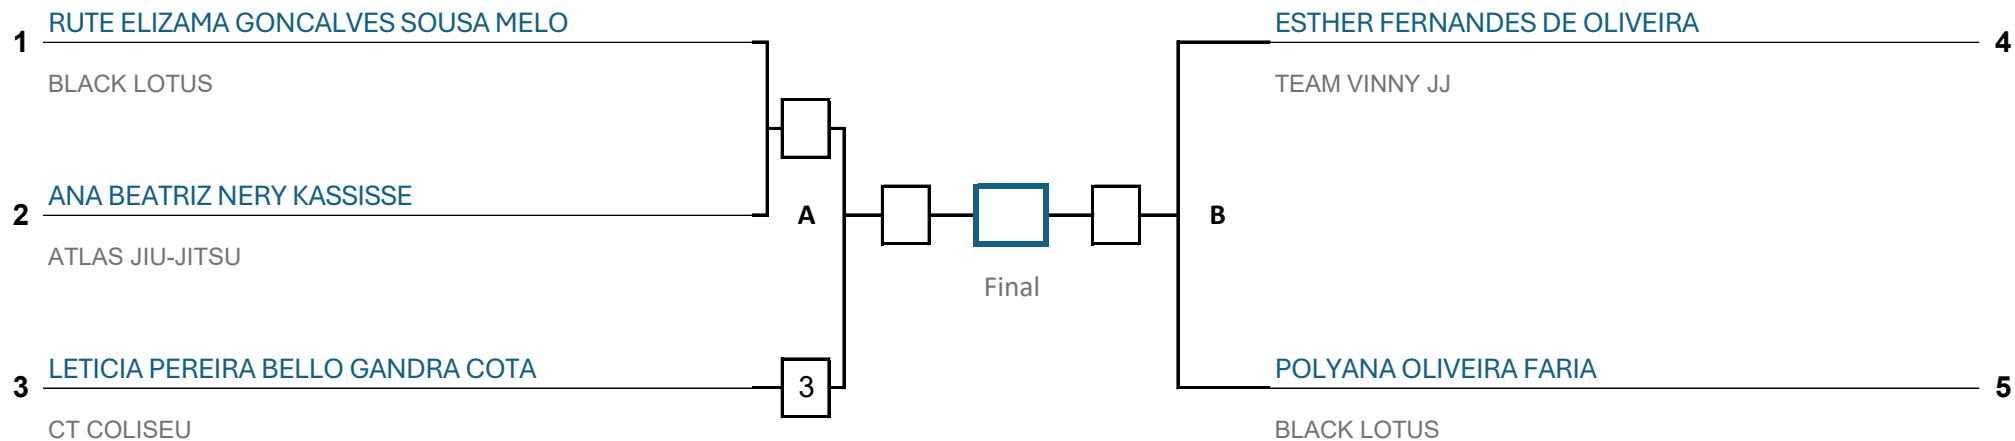 1 RUTE ELIZAMA GONCALVES SOUSA MELO
BLACK LOTUS
2 ANA BEATRIZ NERY KASSISSE
ATLAS JIU-JITSU
A
3 LETICIA PEREIRA BELLO GANDRA COTA
3
CT COLISEU
Final
ESTHER FERNANDES DE OLIVEIRA 4
TEAM VINNY JJ
B
POLYANA OLIVEIRA FARIA 5
BLACK LOTUS